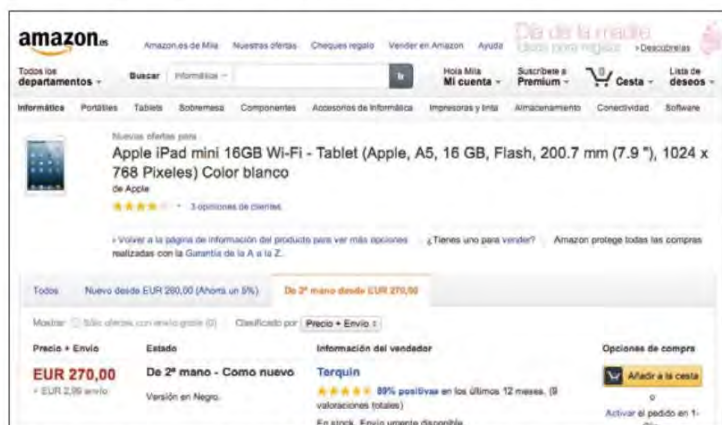 amazon.es
Amazon.es de Mila Nuestras ofertas Cheques regalo Vender en Amazon Ayuda
Día de la madre
Ideas para regalar » Descúbrelas
Todos los departamentos
Buscar Informática Ir
Hola Mila Mi cuenta
Suscríbete a Premium
0 Cesta
Lista de deseos
Informática Portátiles Tablets Sobremesa Componentes Accesorios de Informática Impresoras y tinta Almacenamiento Conectividad Software
Nuevas ofertas para
Apple iPad mini 16GB Wi-Fi - Tablet (Apple, A5, 16 GB, Flash, 200.7 mm (7.9 "), 1024 x
768 Pixeles) Color blanco
de Apple
3 opiniones de clientes
» Volver a la página de información del producto para ver más opciones ¿Tienes uno para vender? Amazon protege todas las compras
realizadas con la Garantía de la A a la Z.
Todos Nuevo desde EUR 280,00 (Ahorra un 5%) De 2ª mano desde EUR 270,00
Mostrar Sólo ofertas con envío gratis (0) Clasificado por Precio + Envío
Precio + Envío Estado Información del vendedor Opciones de compra
EUR 270,00 De 2ª mano - Como nuevo Terquin Añadir a la cesta
+ EUR 2,99 envío 89% positivas en los últimos 12 meses. (9 o
Versión en Negro. valoraciones totales) Activar el pedido en 1-
En stock. Envío urgente disponible.